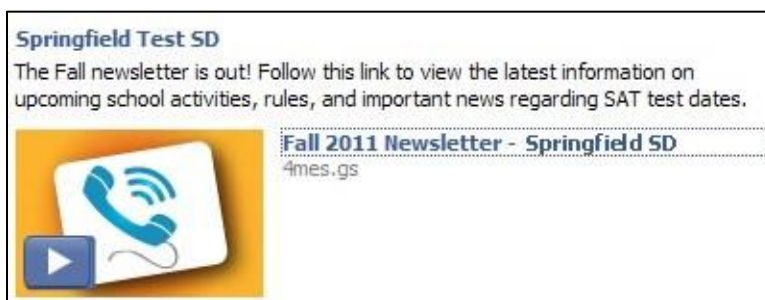 Springfield Test SD
The Fall newsletter is out! Follow this link to view the latest information on
upcoming school activities, rules, and important news regarding SAT test dates.
Fall 2011 Newsletter - Springfield SD
4mes.gs